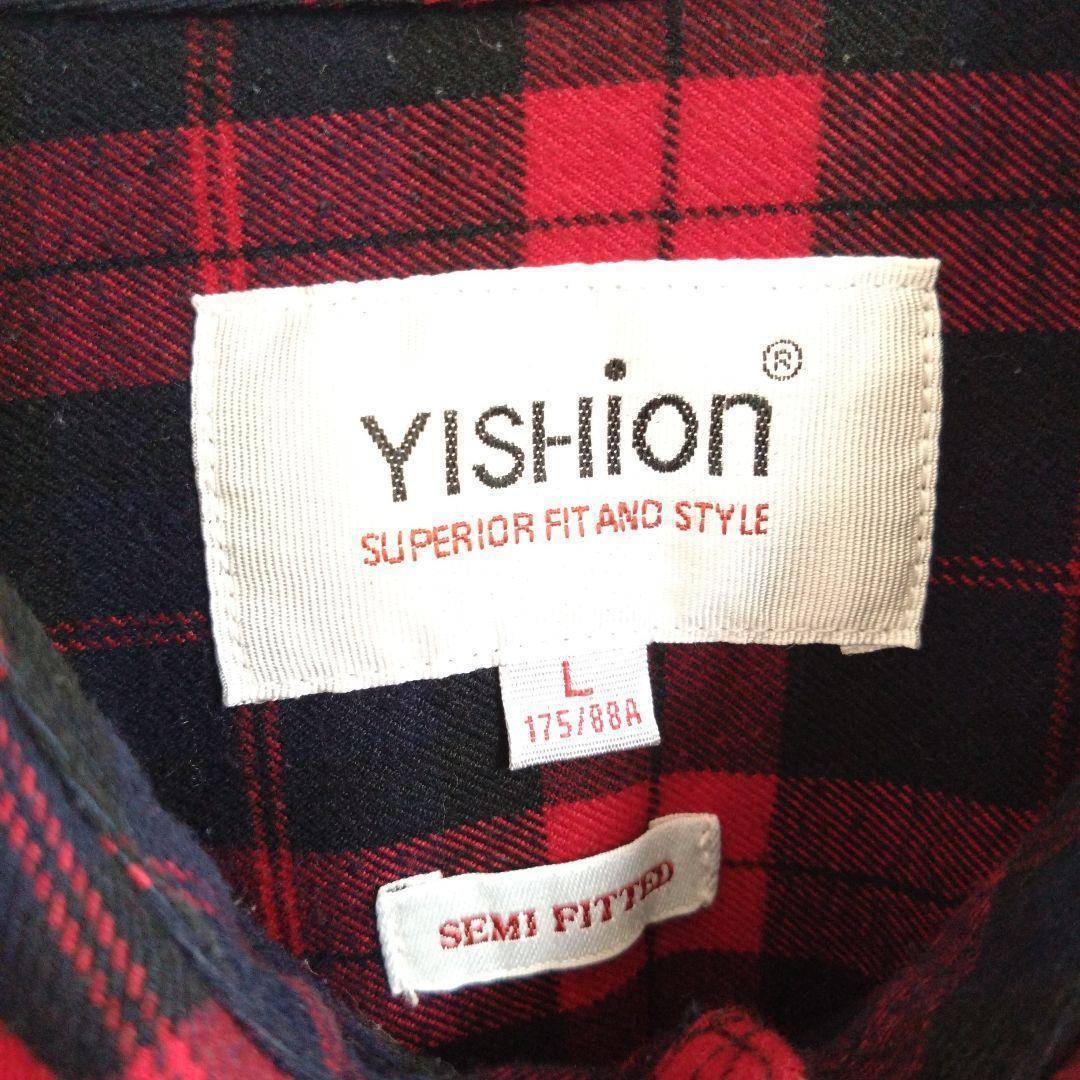 YISHion®
SUPERIOR FIT AND STYLE
L
175/88A
SEMI FITTED